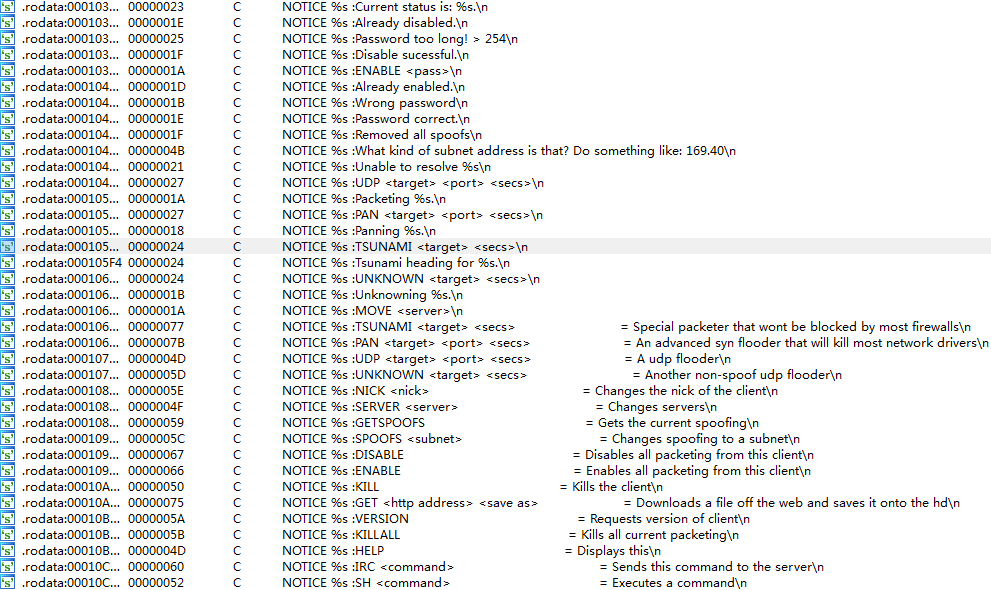 's' .rodata:000103... 00000023 C NOTICE %s :Current status is: %s.\n
's' .rodata:000103... 0000001E C NOTICE %s :Already disabled.\n
's' .rodata:000103... 00000025 C NOTICE %s :Password too long! > 254\n
's' .rodata:000103... 0000001F C NOTICE %s :Disable sucessful.\n
's' .rodata:000103... 0000001A C NOTICE %s :ENABLE <pass>\n
's' .rodata:000104... 0000001D C NOTICE %s :Already enabled.\n
's' .rodata:000104... 0000001B C NOTICE %s :Wrong password\n
's' .rodata:000104... 0000001E C NOTICE %s :Password correct.\n
's' .rodata:000104... 0000001F C NOTICE %s :Removed all spoofs\n
's' .rodata:000104... 0000004B C NOTICE %s :What kind of subnet address is that? Do something like: 169.40\n
's' .rodata:000104... 00000021 C NOTICE %s :Unable to resolve %s\n
's' .rodata:000104... 00000027 C NOTICE %s :UDP <target> <port> <secs>\n
's' .rodata:000105... 0000001A C NOTICE %s :Packeting %s.\n
's' .rodata:000105... 00000027 C NOTICE %s :PAN <target> <port> <secs>\n
's' .rodata:000105... 00000018 C NOTICE %s :Panning %s.\n
's' .rodata:000105... 00000024 C NOTICE %s :TSUNAMI <target> <secs>\n
's' .rodata:000105F4 00000024 C NOTICE %s :Tsunami heading for %s.\n
's' .rodata:000106... 00000024 C NOTICE %s :UNKNOWN <target> <secs>\n
's' .rodata:000106... 0000001B C NOTICE %s :Unknowning %s.\n
's' .rodata:000106... 0000001A C NOTICE %s :MOVE <server>\n
's' .rodata:000106... 00000077 C NOTICE %s :TSUNAMI <target> <secs> = Special packeter that wont be blocked by most firewalls\n
's' .rodata:000106... 0000007B C NOTICE %s :PAN <target> <port> <secs> = An advanced syn flooder that will kill most network drivers\n
's' .rodata:000107... 0000004D C NOTICE %s :UDP <target> <port> <secs> = A udp flooder\n
's' .rodata:000107... 0000005D C NOTICE %s :UNKNOWN <target> <secs> = Another non-spoof udp flooder\n
's' .rodata:000108... 0000005E C NOTICE %s :NICK <nick> = Changes the nick of the client\n
's' .rodata:000108... 0000004F C NOTICE %s :SERVER <server> = Changes servers\n
's' .rodata:000108... 00000059 C NOTICE %s :GETSPOOFS = Gets the current spoofing\n
's' .rodata:000109... 0000005C C NOTICE %s :SPOOFS <subnet> = Changes spoofing to a subnet\n
's' .rodata:000109... 00000067 C NOTICE %s :DISABLE = Disables all packeting from this client\n
's' .rodata:000109... 00000066 C NOTICE %s :ENABLE = Enables all packeting from this client\n
's' .rodata:00010A... 00000050 C NOTICE %s :KILL = Kills the client\n
's' .rodata:00010A... 00000075 C NOTICE %s :GET <http address> <save as> = Downloads a file off the web and saves it onto the hd\n
's' .rodata:00010B... 0000005A C NOTICE %s :VERSION = Requests version of client\n
's' .rodata:00010B... 0000005B C NOTICE %s :KILLALL = Kills all current packeting\n
's' .rodata:00010B... 0000004D C NOTICE %s :HELP = Displays this\n
's' .rodata:00010C... 00000060 C NOTICE %s :IRC <command> = Sends this command to the server\n
's' .rodata:00010C... 00000052 C NOTICE %s :SH <command> = Executes a command\n